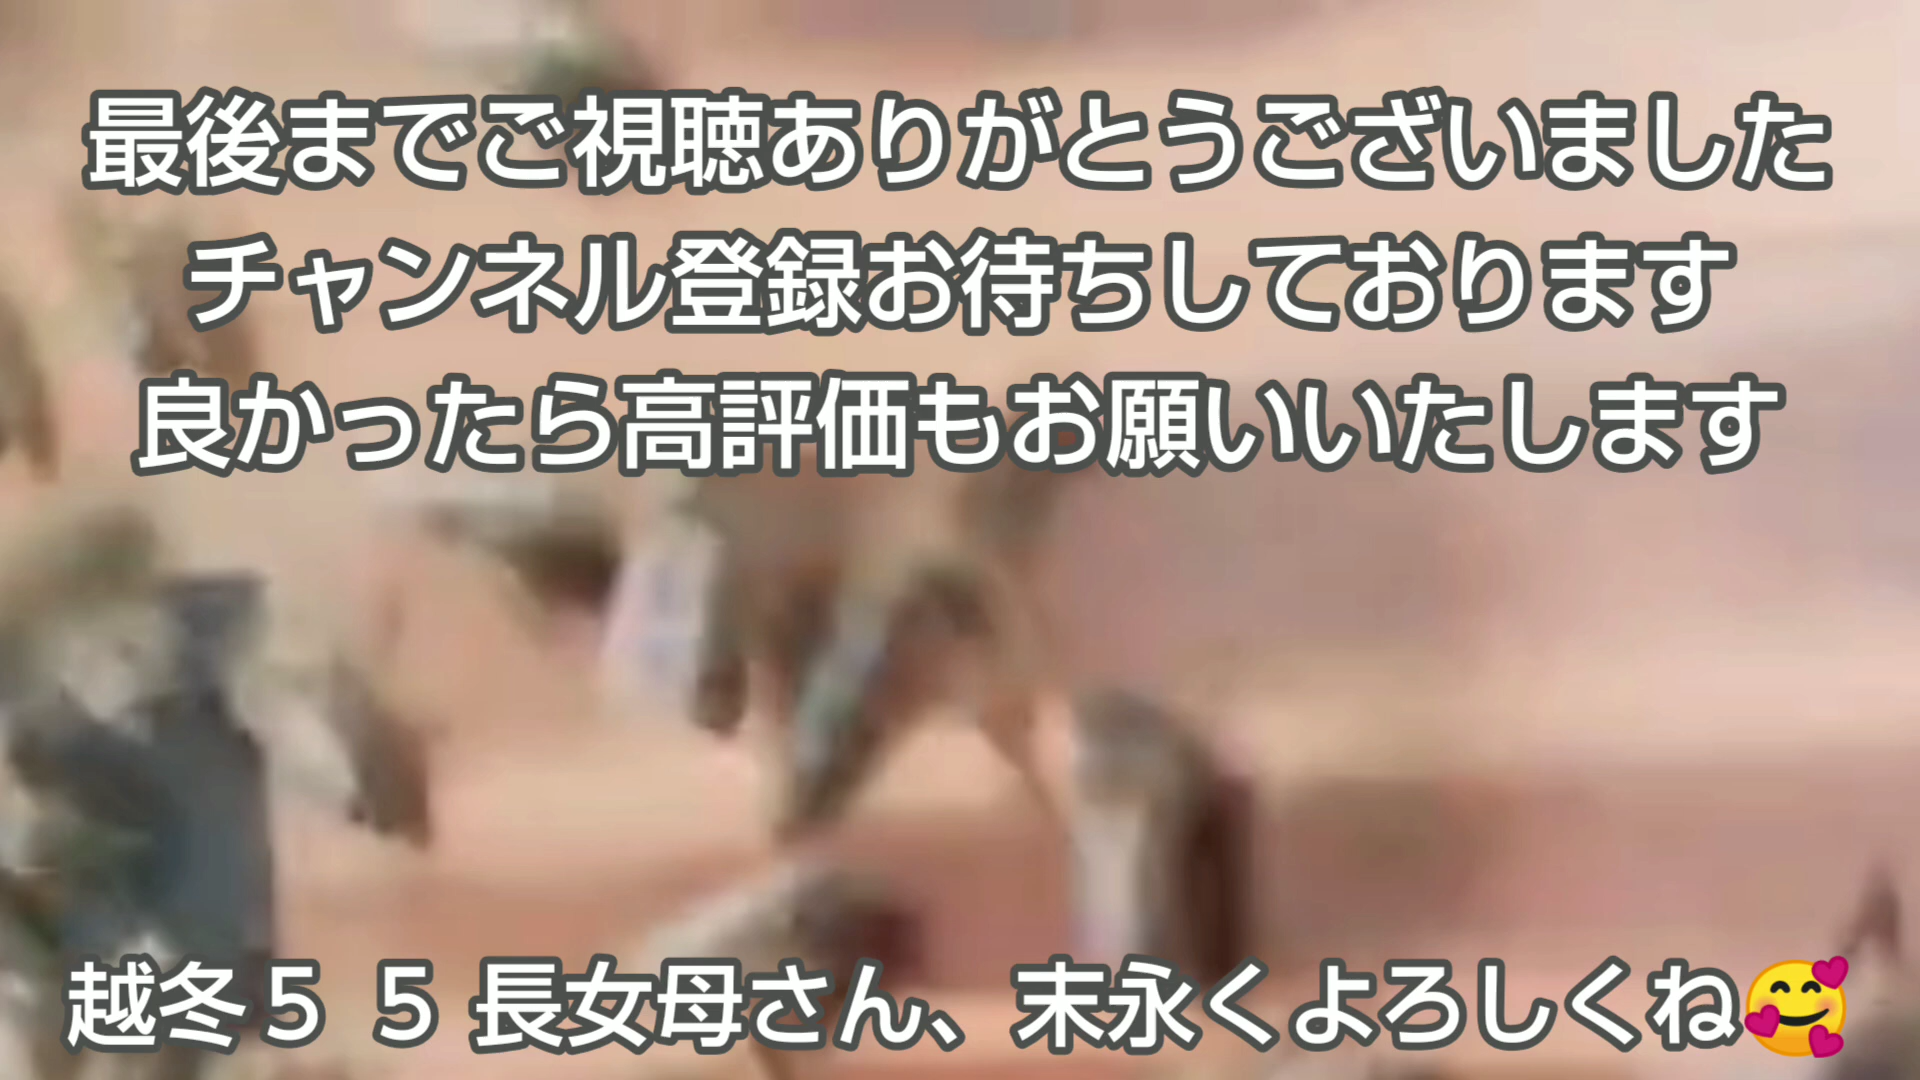 最後までご視聴ありがとうございました
チャンネル登録お待ちしております
良かったら高評価もお願いいたします
越冬５５長女母さん、末永くよろしくね🥰